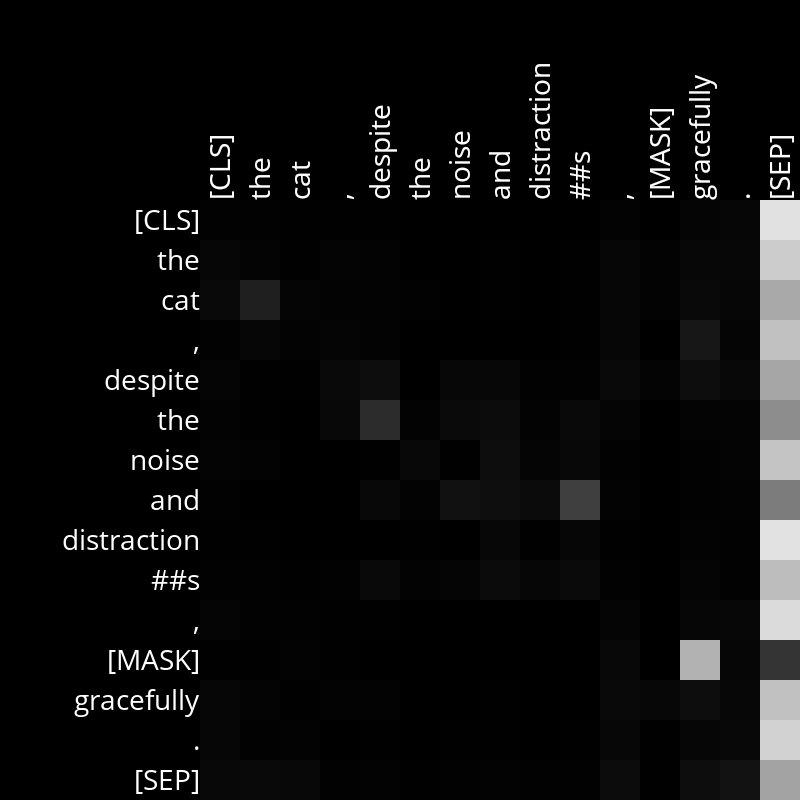 [CLS] the cat , despite the noise and distraction ##s , [MASK] gracefully . [SEP]
[CLS]
the
cat
,
despite
the
noise
and
distraction
##s
,
[MASK]
gracefully
.
[SEP]